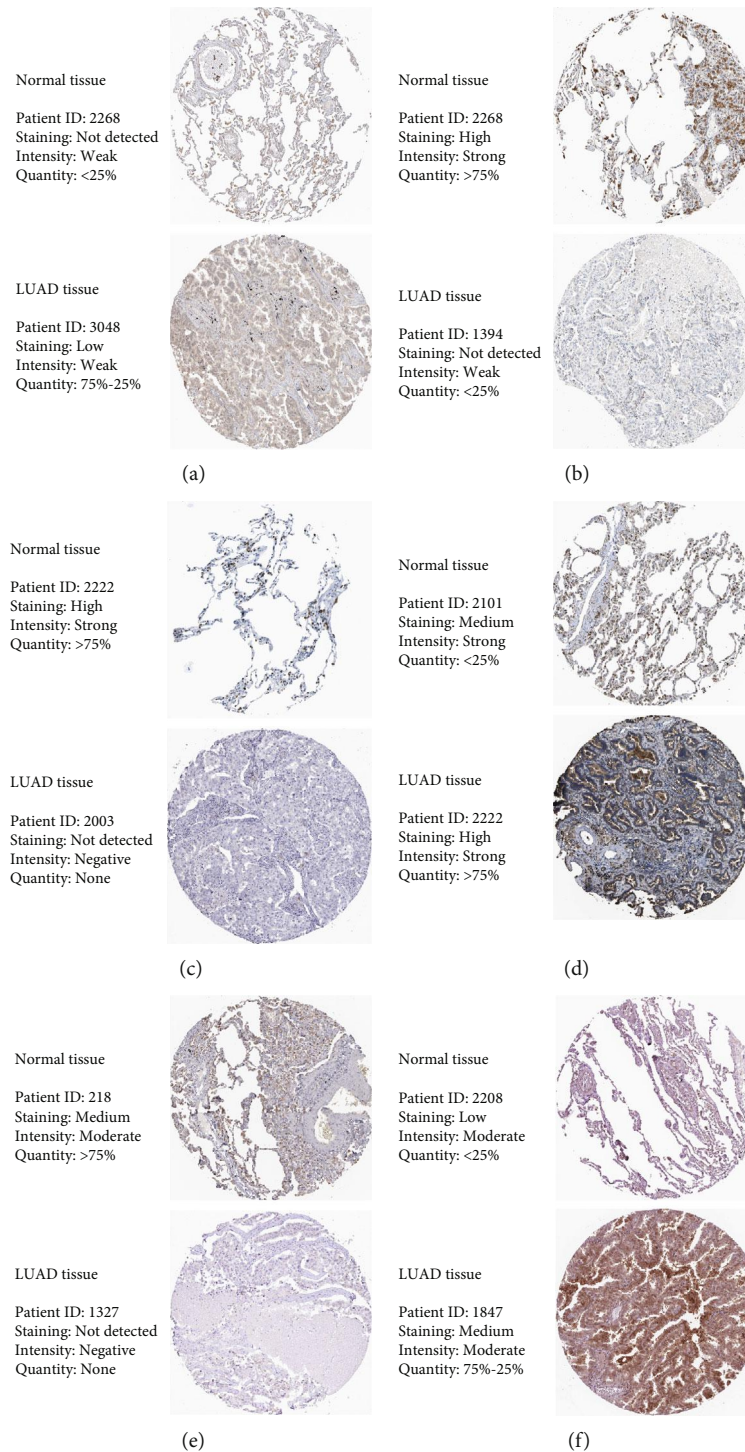 Normal tissue
Patient ID: 2268
Staining: Not detected
Intensity: Weak
Quantity: <25%
LUAD tissue
Patient ID: 3048
Staining: Low
Intensity: Weak
Quantity: 75%-25%
(a)
Normal tissue
Patient ID: 2268
Staining: High
Intensity: Strong
Quantity: >75%
LUAD tissue
Patient ID: 1394
Staining: Not detected
Intensity: Weak
Quantity: <25%
(b)
Normal tissue
Patient ID: 2222
Staining: High
Intensity: Strong
Quantity: >75%
LUAD tissue
Patient ID: 2003
Staining: Not detected
Intensity: Negative
Quantity: None
(c)
Normal tissue
Patient ID: 2101
Staining: Medium
Intensity: Strong
Quantity: <25%
LUAD tissue
Patient ID: 2222
Staining: High
Intensity: Strong
Quantity: >75%
(d)
Normal tissue
Patient ID: 218
Staining: Medium
Intensity: Moderate
Quantity: >75%
LUAD tissue
Patient ID: 1327
Staining: Not detected
Intensity: Negative
Quantity: None
(e)
Normal tissue
Patient ID: 2208
Staining: Low
Intensity: Moderate
Quantity: <25%
LUAD tissue
Patient ID: 1847
Staining: Medium
Intensity: Moderate
Quantity: 75%-25%
(f)